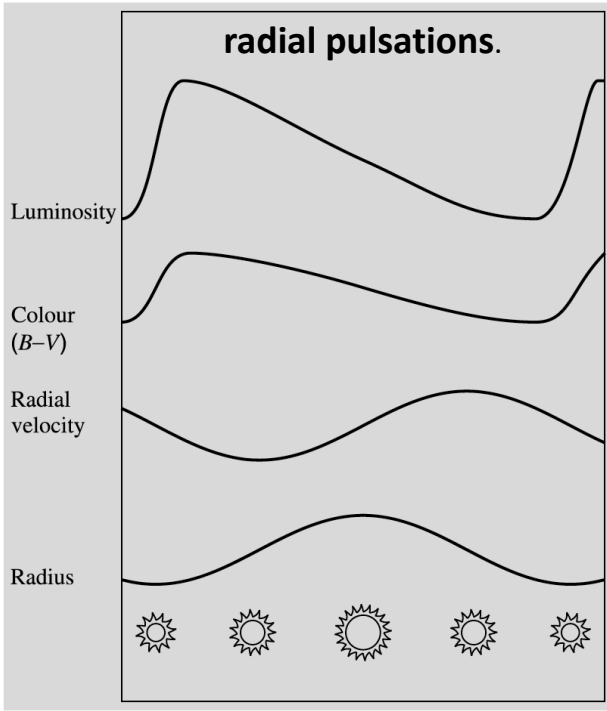 radial pulsations.
Luminosity
Colour
(B–V)
Radial
velocity
Radius